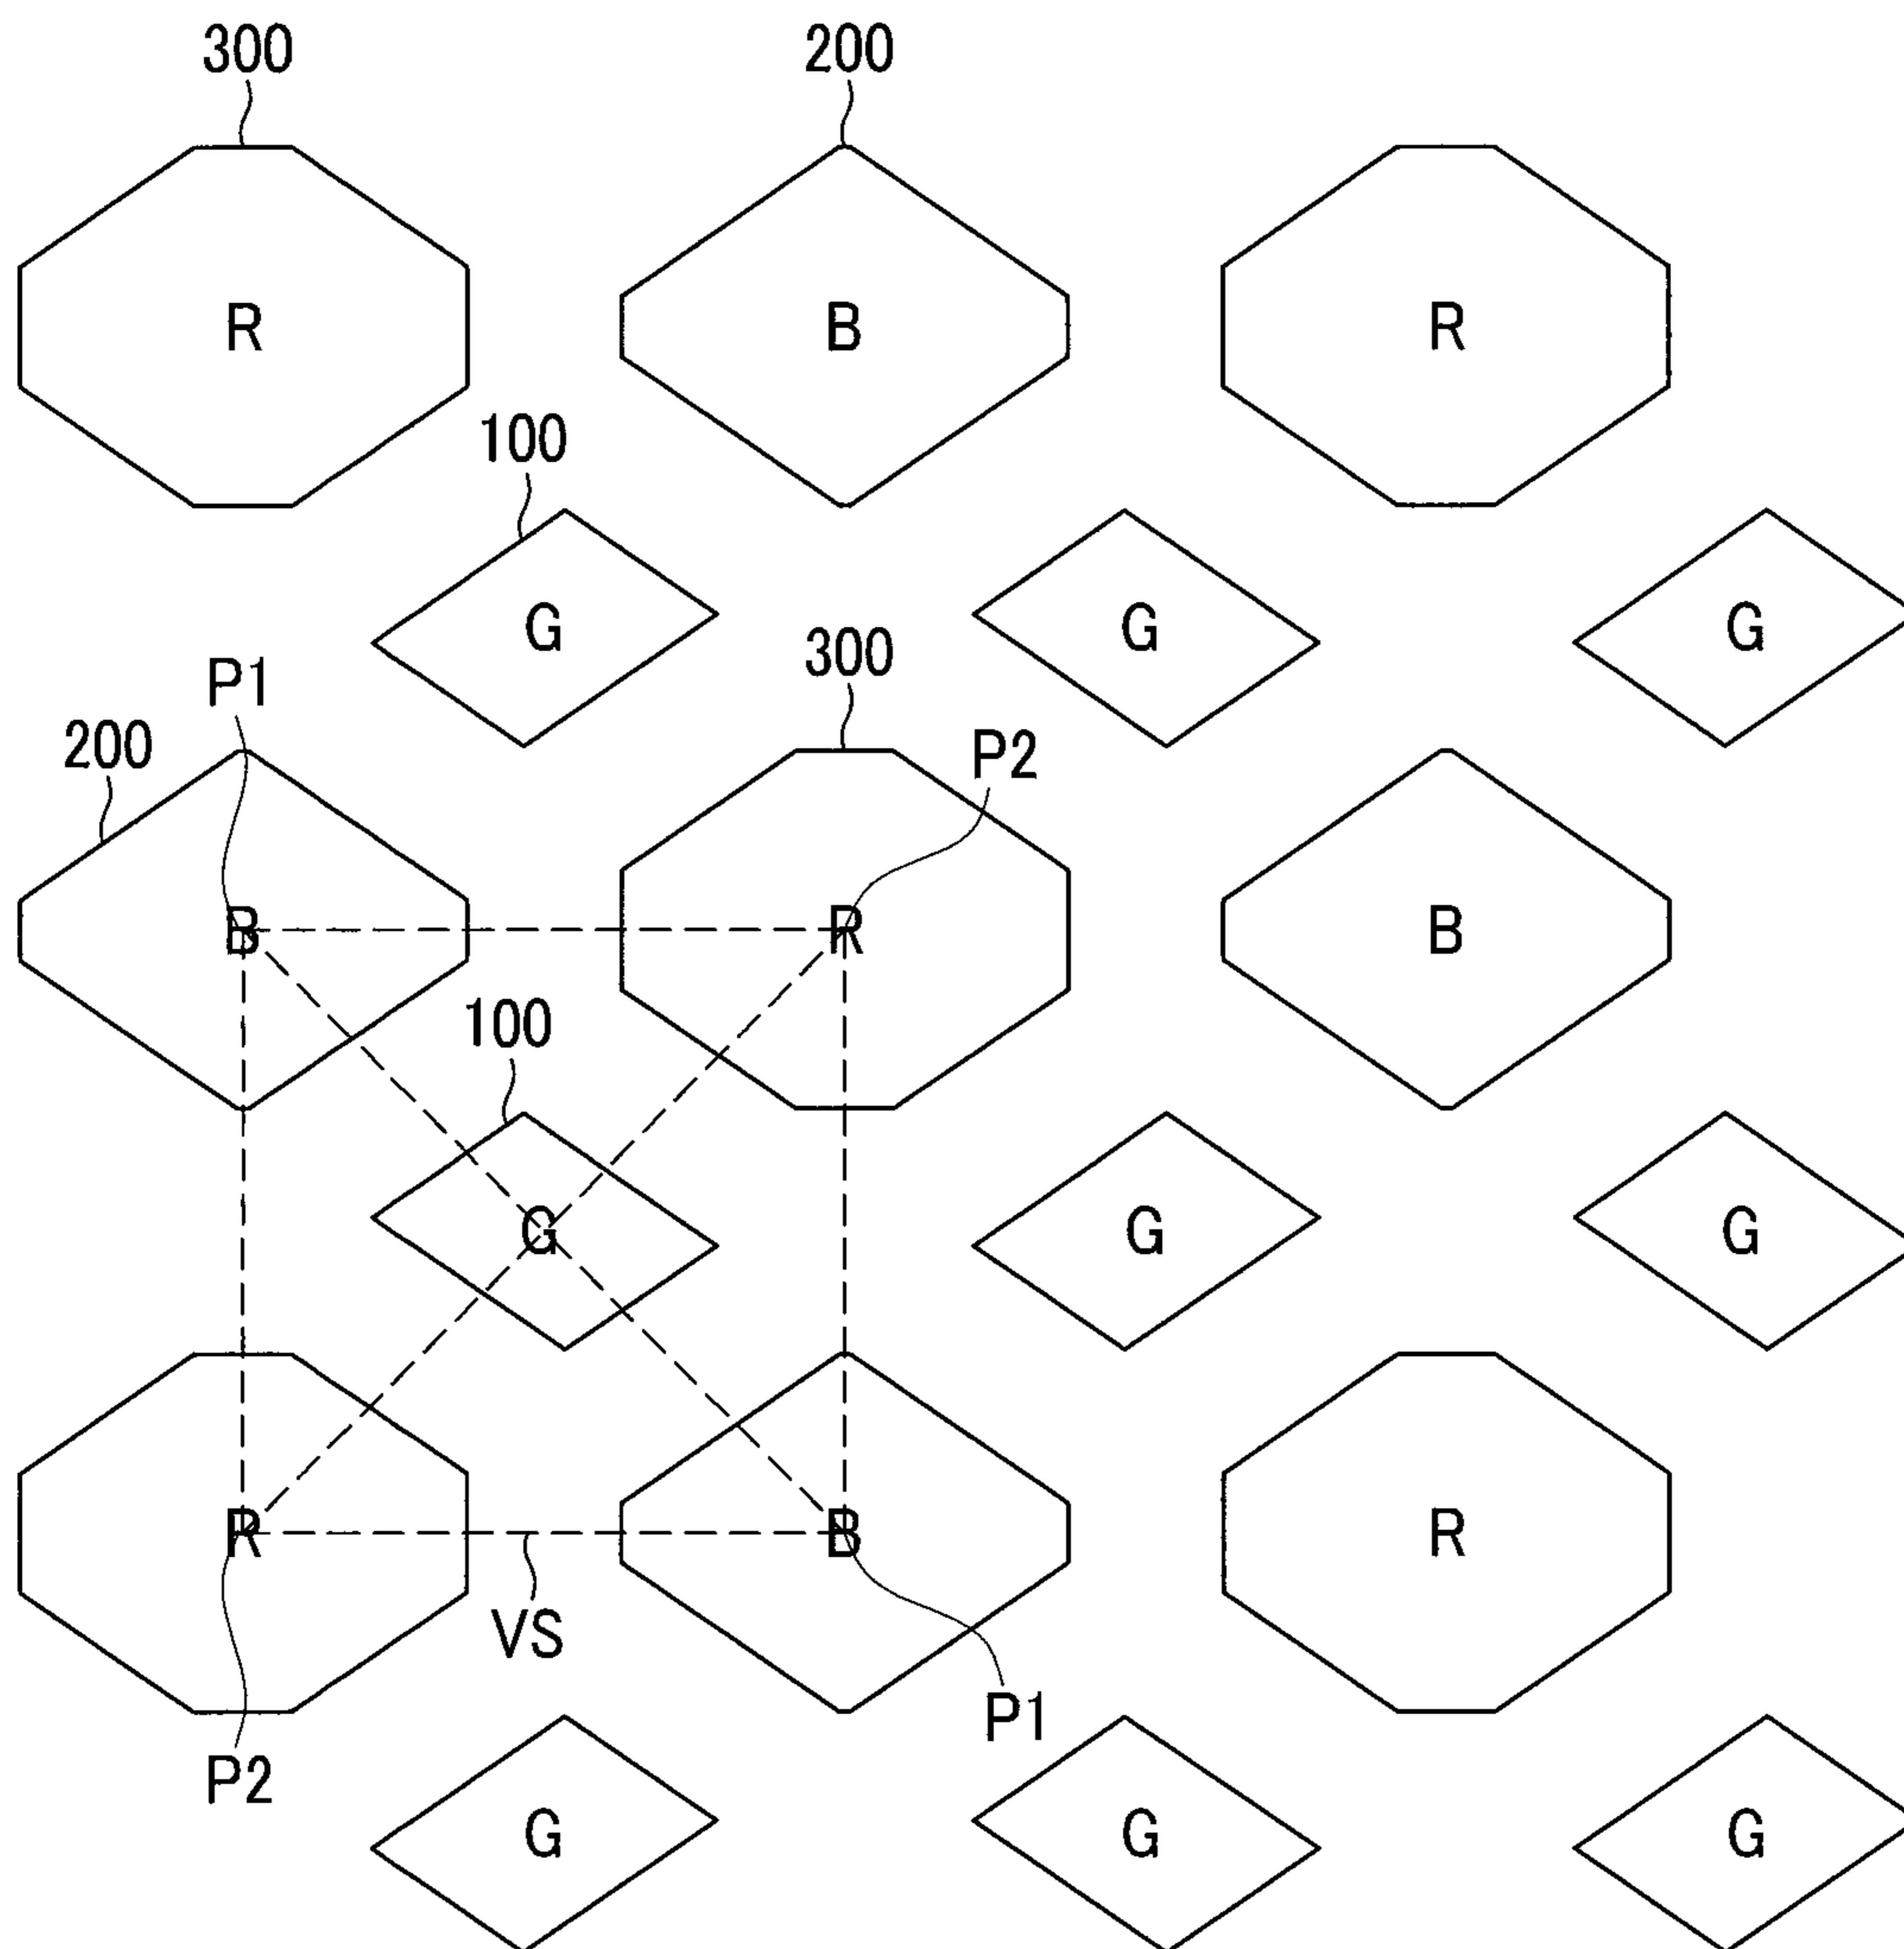 300 200
R B R
100
G G G
P1 300
200 P2
B R B
100
G G G
R B R
VS
P1
P2
G G G